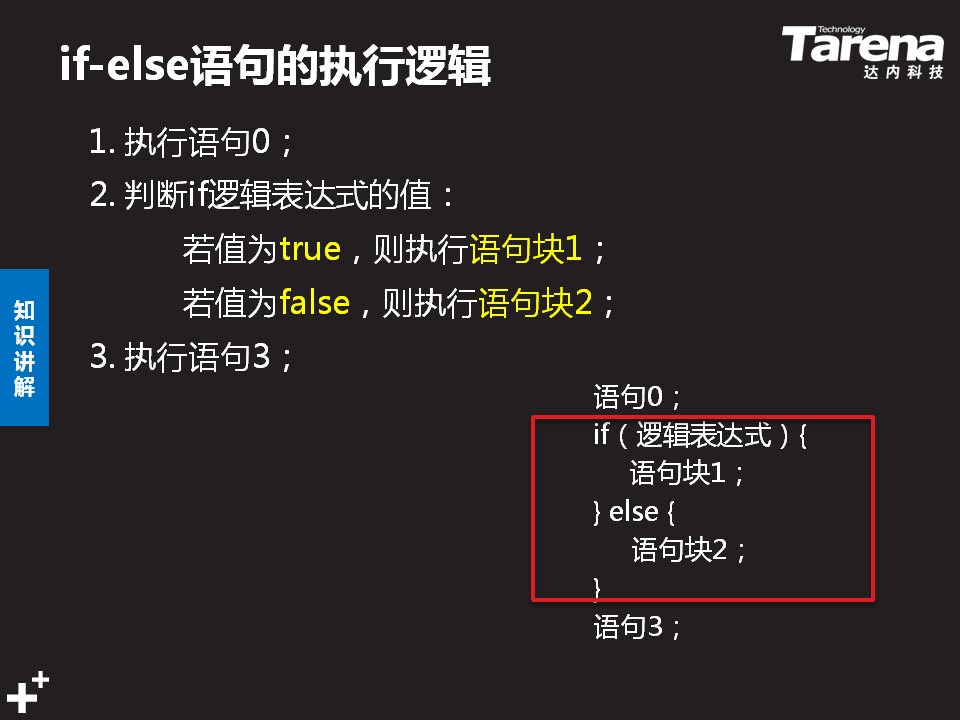 if-else语句的执行逻辑
Technology
Tarena
达内科技
1. 执行语句0；
2. 判断if逻辑表达式的值：
若值为true，则执行语句块1；
若值为false，则执行语句块2；
3. 执行语句3；
知识讲解
语句0；
if（逻辑表达式）{
语句块1；
} else {
语句块2；
}
语句3；